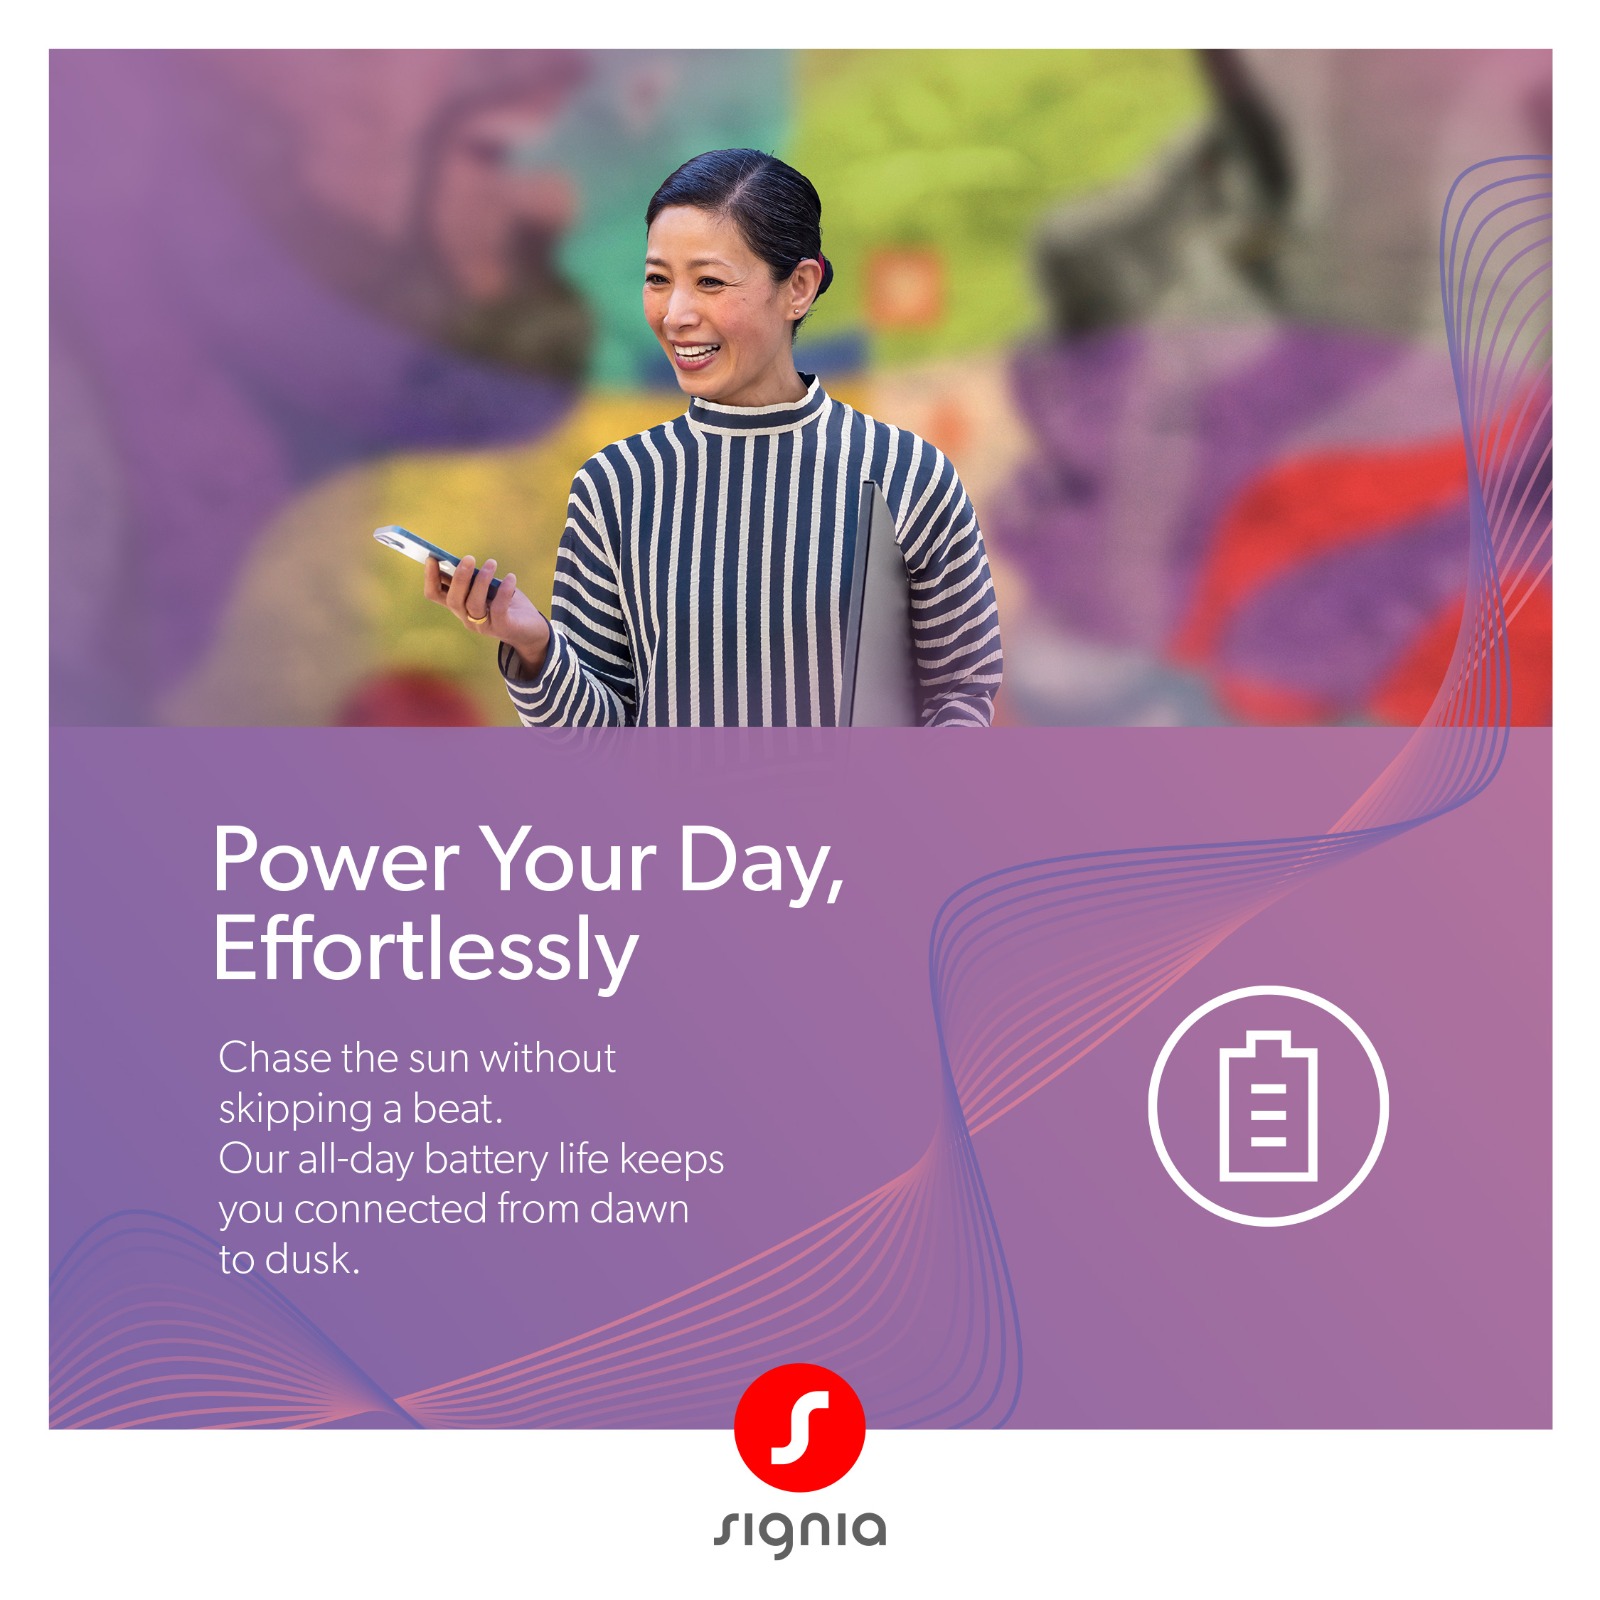 Power Your Day,
Effortlessly
Chase the sun without
skipping a beat.
Our all-day battery life keeps
you connected from dawn
to dusk.
S
signia